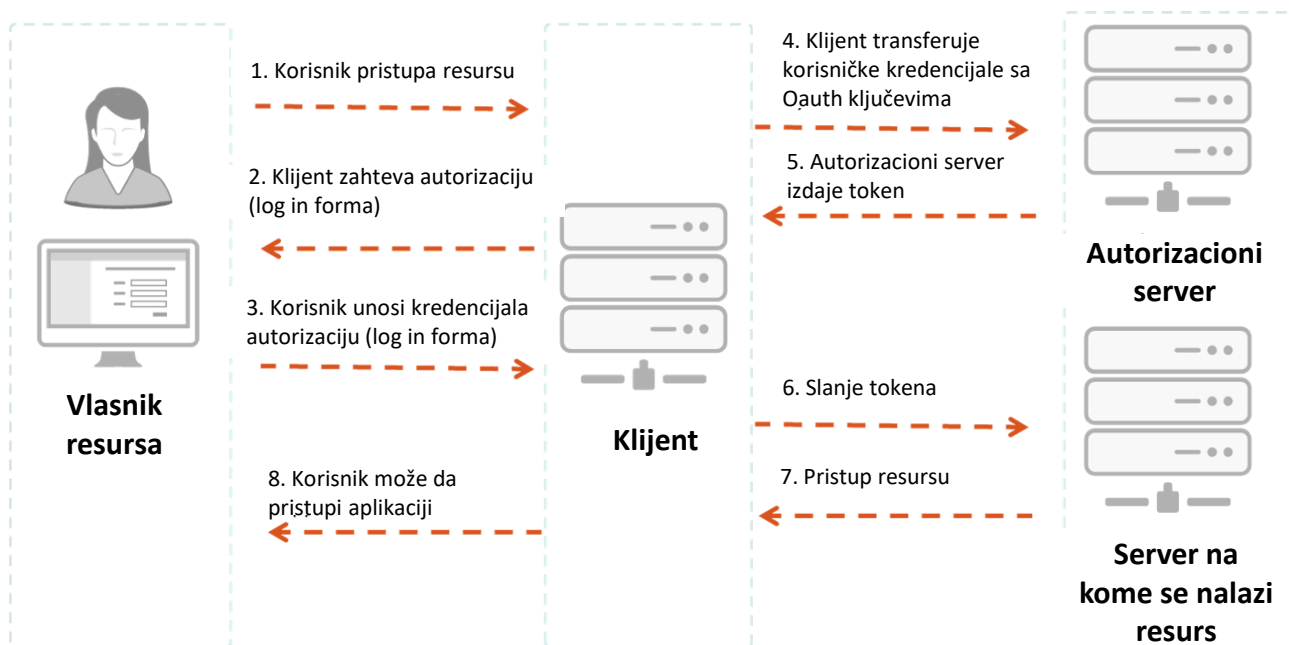 1. Korisnik pristupa resursu
2. Klijent zahteva autorizaciju
(log in forma)
3. Korisnik unosi kredencijala
autorizaciju (log in forma)
8. Korisnik može da
pristupi aplikaciji
4. Klijent transferuje
korisničke kredencijale sa
Oauth ključevima
5. Autorizacioni server
izdaje token
6. Slanje tokena
7. Pristup resursu
Vlasnik
resursa
Klijent
Autorizacioni
server
Server na
kome se nalazi
resurs